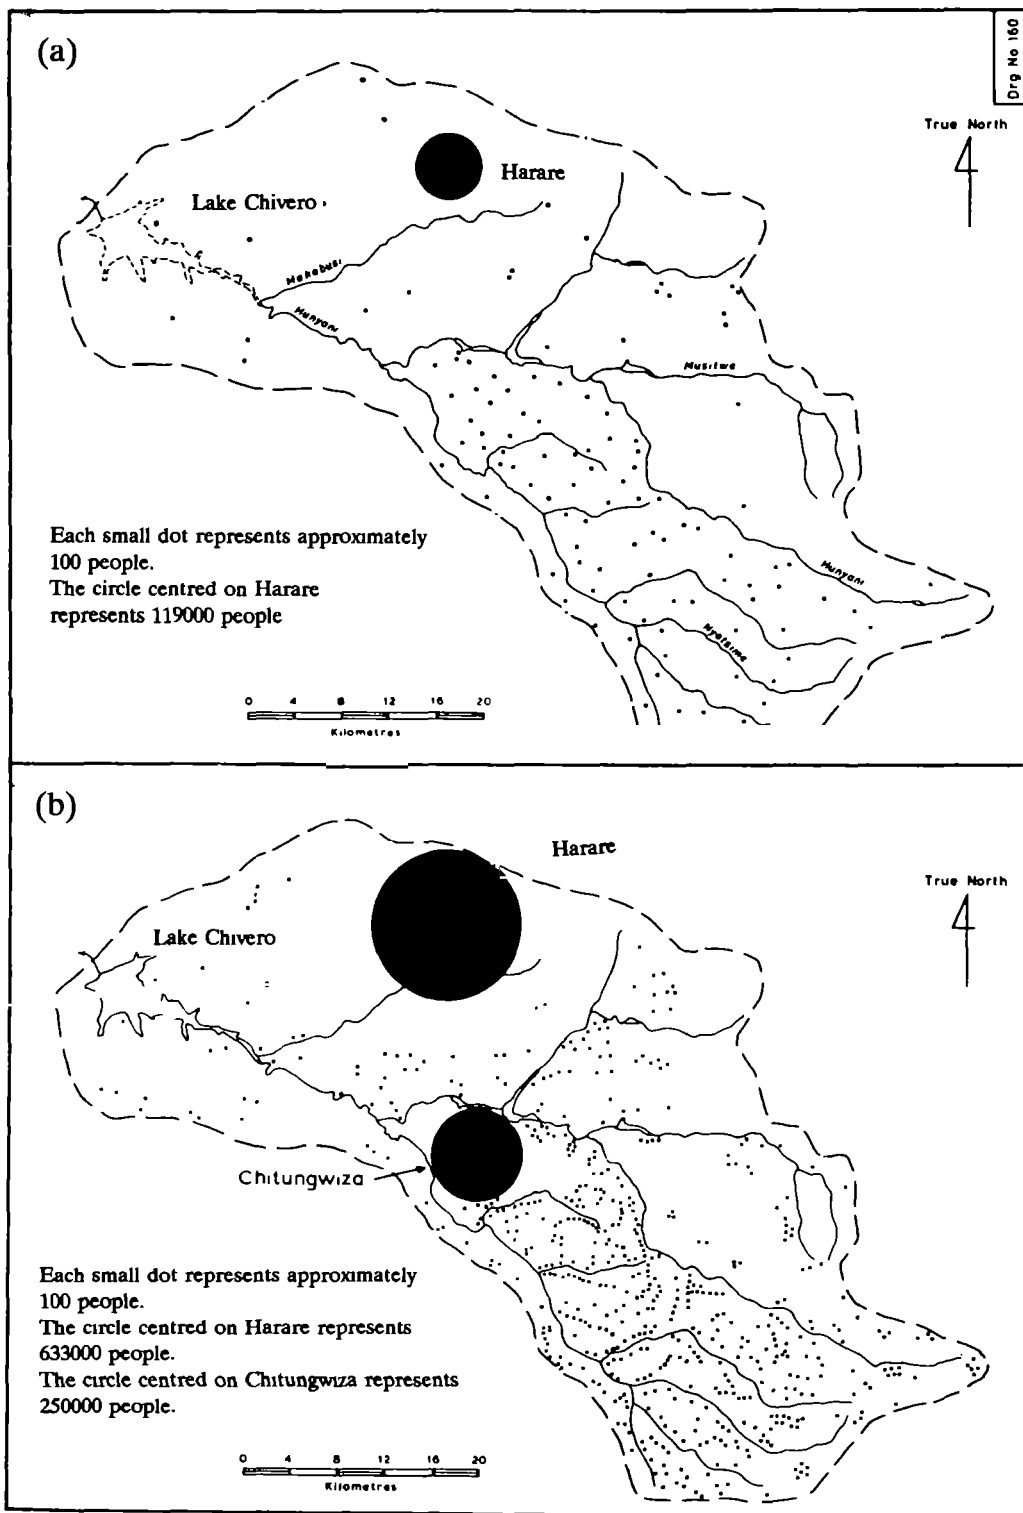 (a)
Drg No 160
True North
Harare
Lake Chivero
Makabusi
Hunyani
Musitwe
Hunyani
Nyatsime
Each small dot represents approximately
100 people.
The circle centred on Harare
represents 119000 people
0 4 8 12 16 20
Kilometres
(b)
Harare
True North
Lake Chivero
Chitungwiza
Each small dot represents approximately
100 people.
The circle centred on Harare represents
633000 people.
The circle centred on Chitungwiza represents
250000 people.
0 4 8 12 16 20
Kilometres